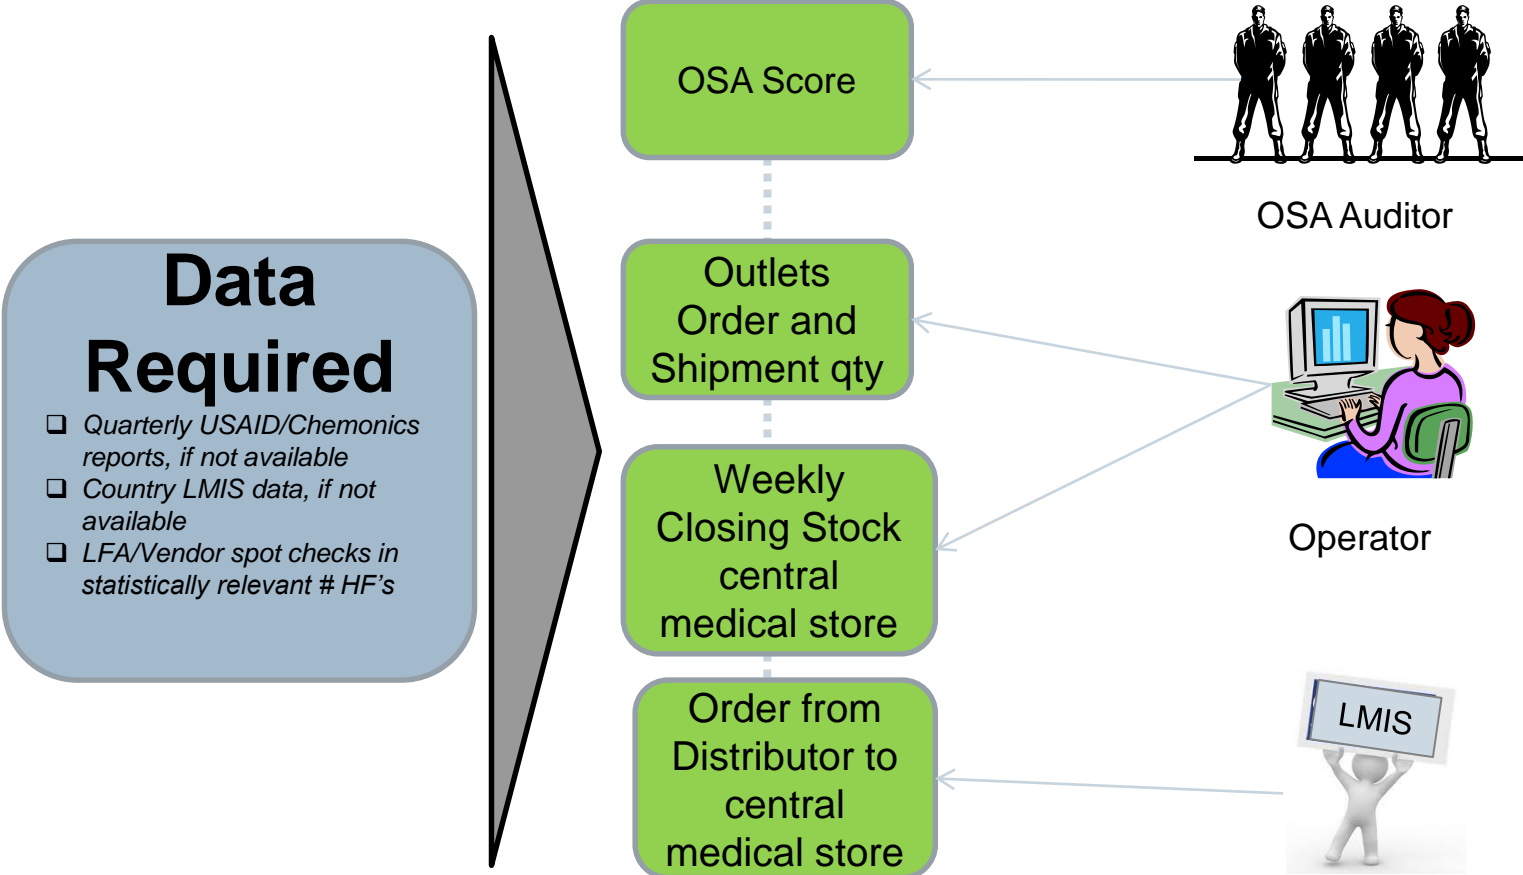 Data
Required
Quarterly USAID/Chemonics
reports, if not available
Country LMIS data, if not
available
LFA/Vendor spot checks in
statistically relevant # HF's
OSA Score
Outlets
Order and
Shipment qty
Weekly
Closing Stock
central
medical store
Order from
Distributor to
central
medical store
OSA Auditor
Operator
LMIS